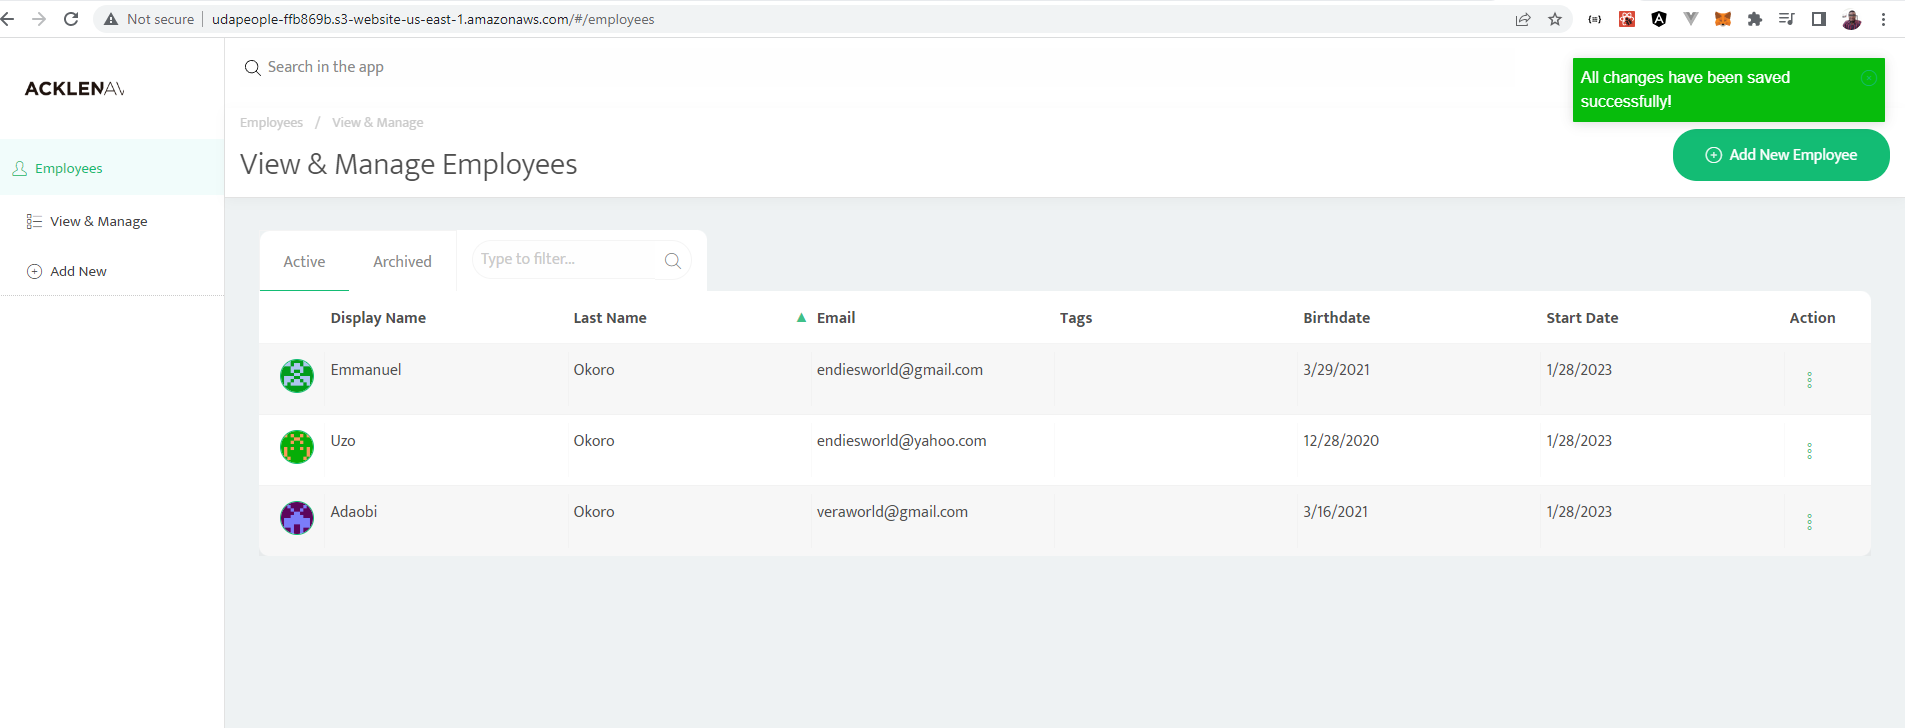 Not secure
udapeople-ffb869b.s3-website-us-east-1.amazonaws.com/#/employees
ACKLENAV
Search in the app
All changes have been saved
successfully!
Employees / View & Manage
View & Manage Employees
Add New Employee
Employees
View & Manage
Add New
Active Archived Type to filter...
Display Name Last Name Email Tags Birthdate Start Date Action
Emmanuel Okoro endiesworld@gmail.com 3/29/2021 1/28/2023
Uzo Okoro endiesworld@yahoo.com 12/28/2020 1/28/2023
Adaobi Okoro veraworld@gmail.com 3/16/2021 1/28/2023